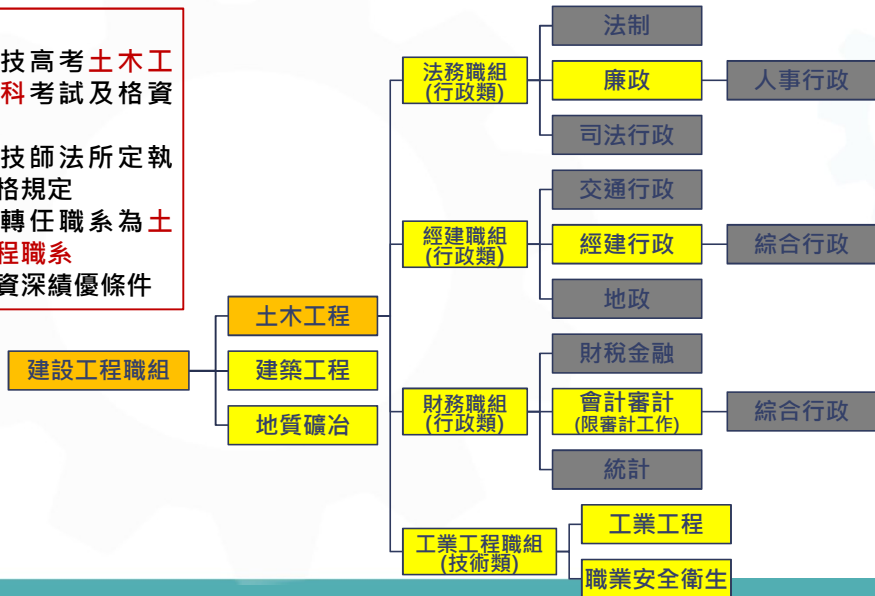 技高考土木工
科考試及格資
技師法所定執
格規定
轉任職系為土
程職系
資深績優條件
建設工程職組
土木工程
建築工程
地質礦冶
法務職組
(行政類)
法制
廉政
人事行政
司法行政
經建職組
(行政類)
交通行政
經建行政
綜合行政
地政
財務職組
(行政類)
財稅金融
會計審計
(限審計工作)
綜合行政
統計
工業工程職組
(技術類)
工業工程
職業安全衛生